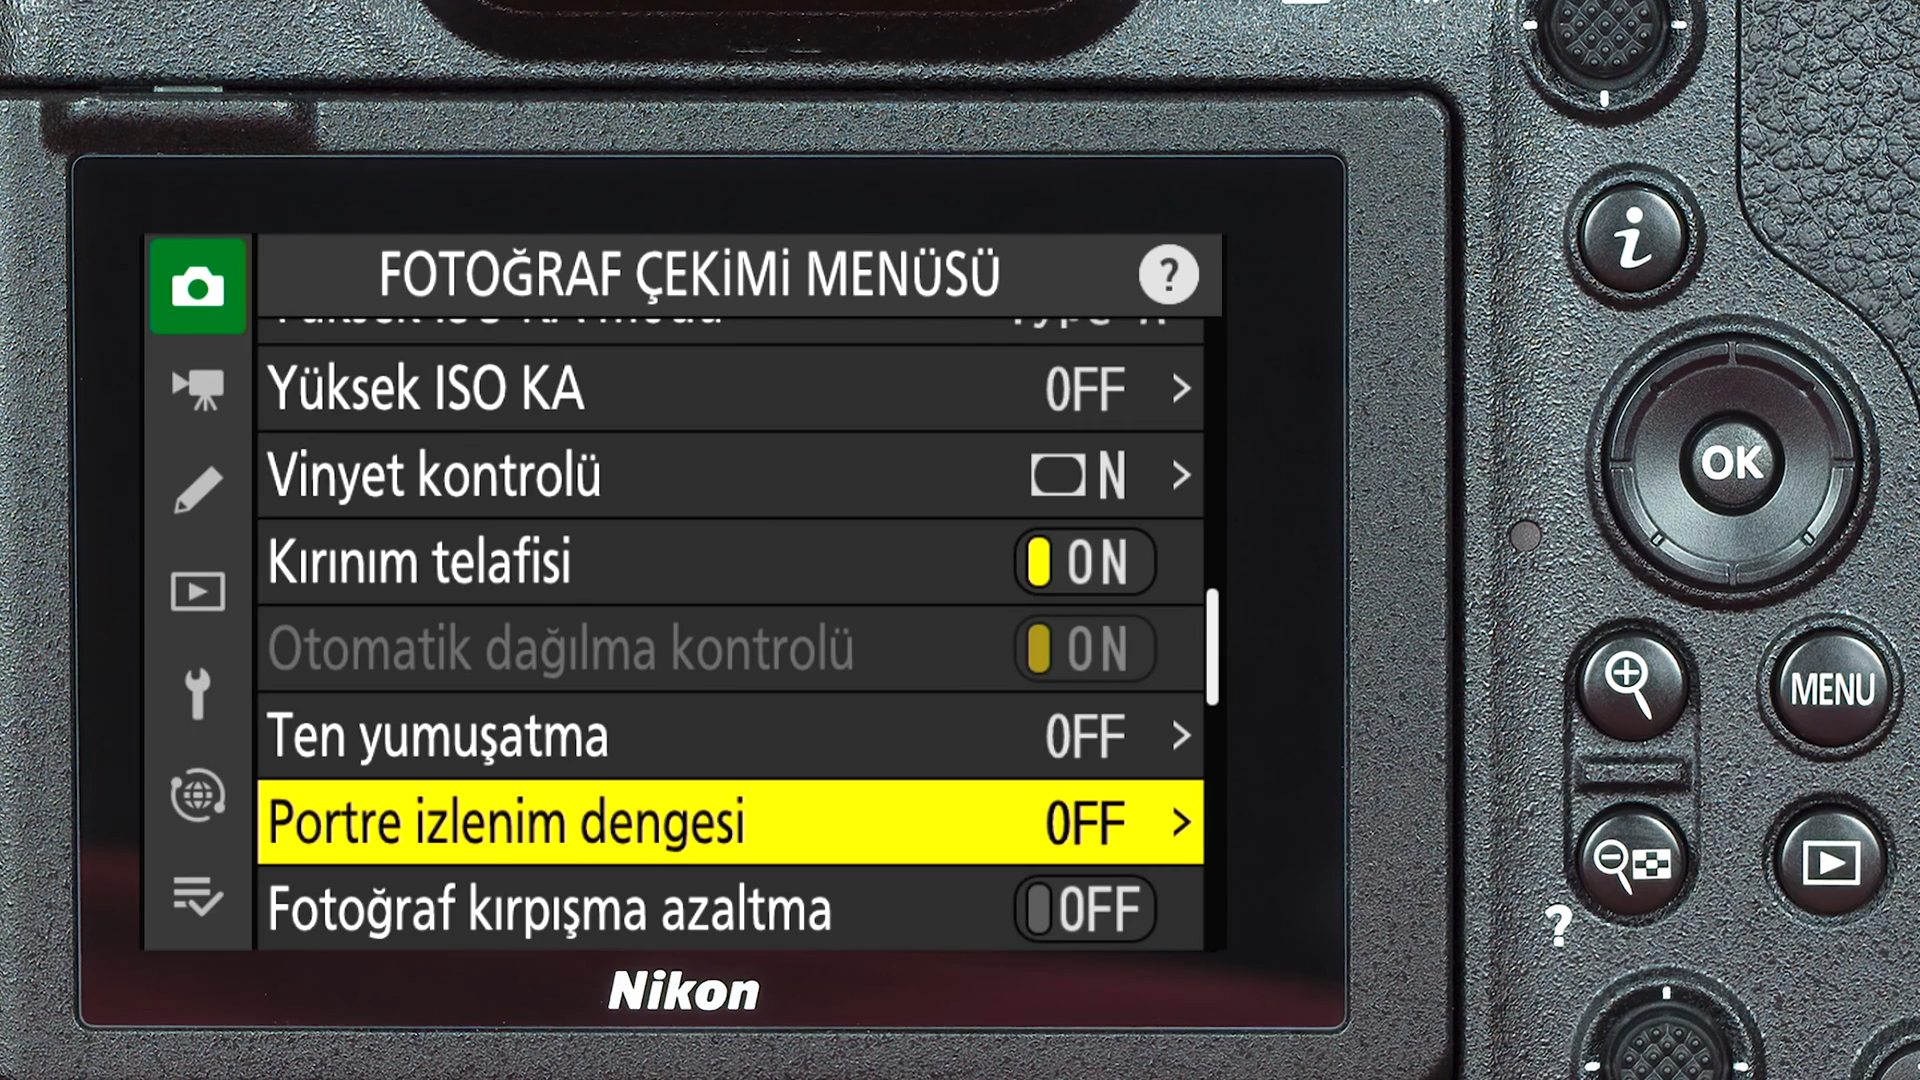 FOTOĞRAF ÇEKİMİ MENÜSÜ ?
Yüksek ISO KA OFF >
Vinyet kontrolü N >
Kırınım telafisi ON
Otomatik dağılma kontrolü ON
Ten yumuşatma OFF >
Portre izlenim dengesi OFF >
Fotoğraf kırpışma azaltma OFF
Nikon
i
OK
MENU
?